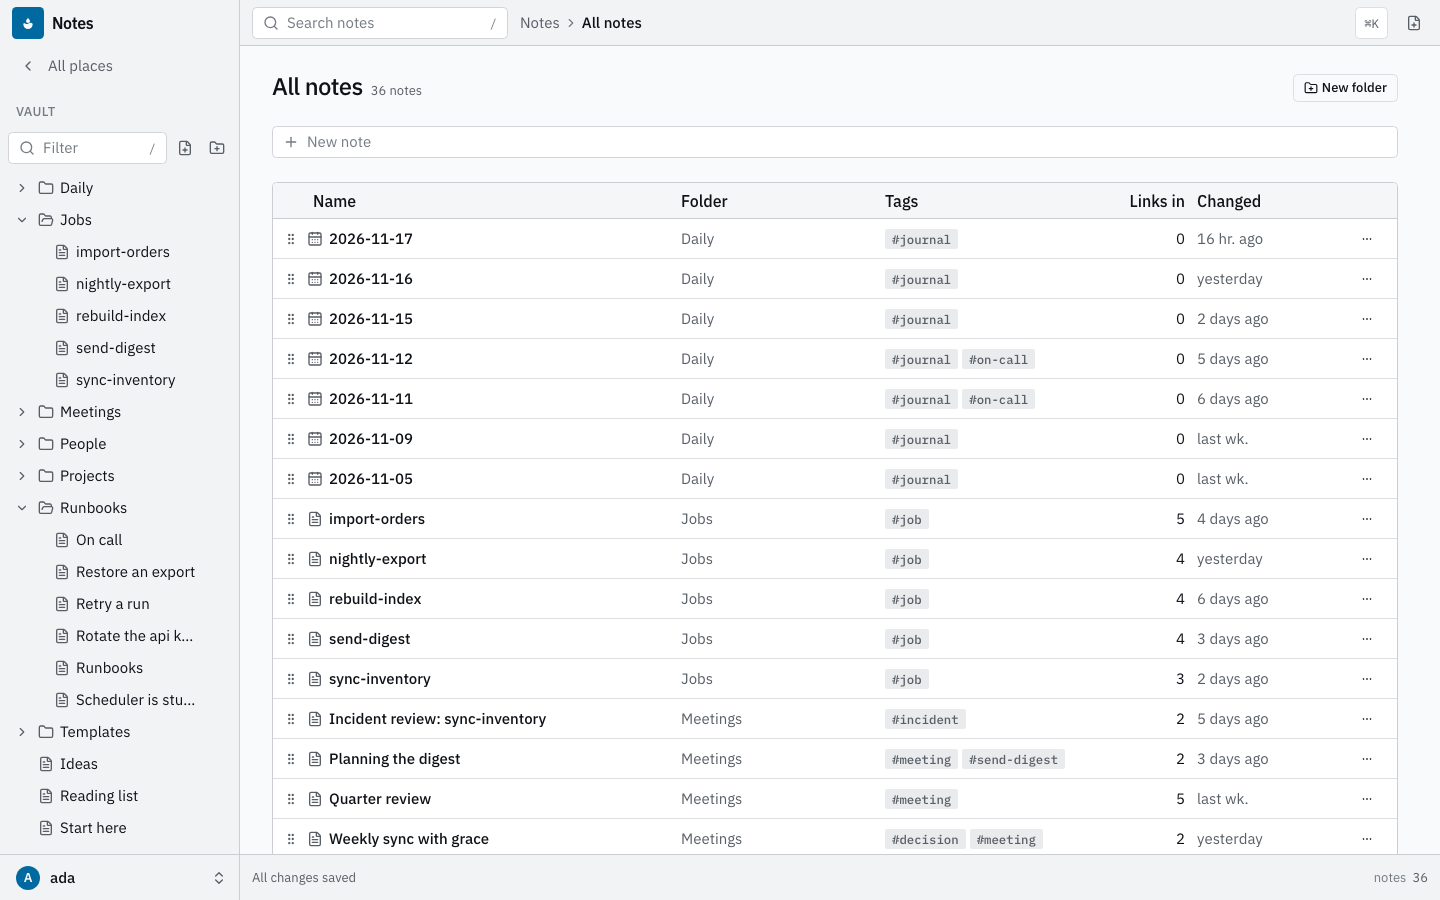 Notes
All places
VAULT
Filter /
Daily
Jobs
import-orders
nightly-export
rebuild-index
send-digest
sync-inventory
Meetings
People
Projects
Runbooks
On call
Restore an export
Retry a run
Rotate the api k...
Runbooks
Scheduler is stu...
Templates
Ideas
Reading list
Start here
A ada
Search notes /
Notes > All notes
⌘K
All notes 36 notes
New folder
New note
Name Folder Tags Links in Changed
2026-11-17 Daily #journal 0 16 hr. ago
2026-11-16 Daily #journal 0 yesterday
2026-11-15 Daily #journal 0 2 days ago
2026-11-12 Daily #journal #on-call 0 5 days ago
2026-11-11 Daily #journal #on-call 0 6 days ago
2026-11-09 Daily #journal 0 last wk.
2026-11-05 Daily #journal 0 last wk.
import-orders Jobs #job 5 4 days ago
nightly-export Jobs #job 4 yesterday
rebuild-index Jobs #job 4 6 days ago
send-digest Jobs #job 4 3 days ago
sync-inventory Jobs #job 3 2 days ago
Incident review: sync-inventory Meetings #incident 2 5 days ago
Planning the digest Meetings #meeting #send-digest 2 3 days ago
Quarter review Meetings #meeting 5 last wk.
Weekly sync with grace Meetings #decision #meeting 2 yesterday
All changes saved
notes 36